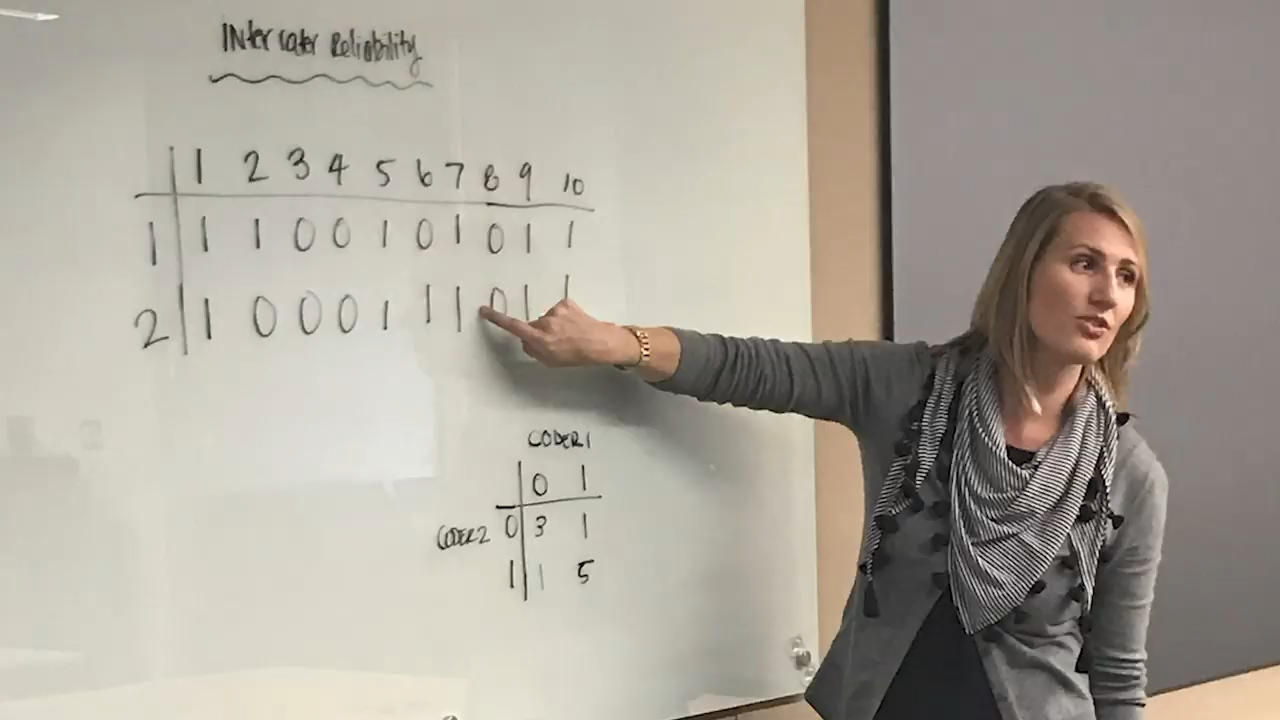 Inter rater Reliability
1 2 3 4 5 6 7 8 9 10
1 1 1 0 0 1 0 1 0 1 1
2 1 0 0 0 1 1 1 0 1 1
CODER 1
0 1
CODER 2 0 3 1
1 1 5